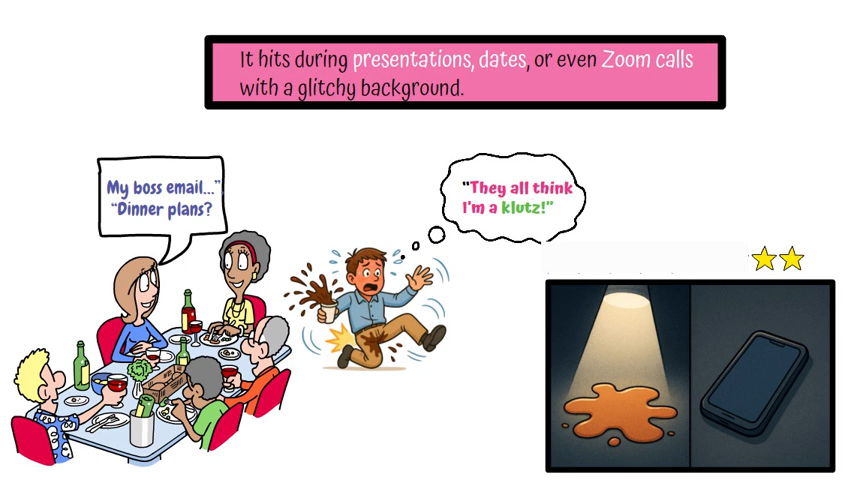 It hits during presentations, dates, or even Zoom calls
with a glitchy background.
My boss email..."
"Dinner plans?
"They all think
I'm a klutz!"